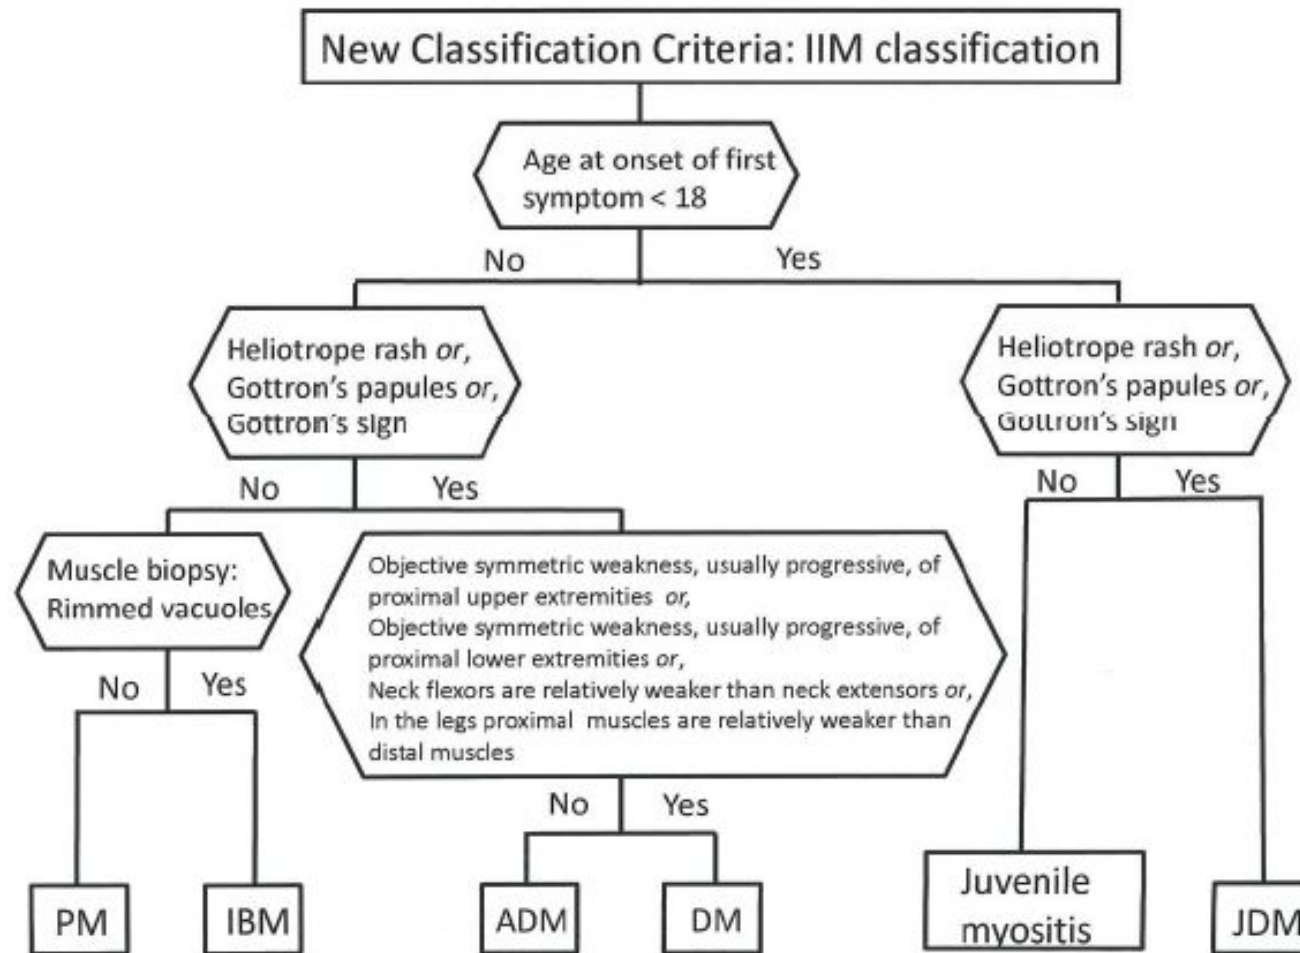 New Classification Criteria: IIM classification
Age at onset of first
symptom < 18
No
Yes
Heliotrope rash or,
Gottron's papules or,
Gottron's sign
Heliotrope rash or,
Gottron's papules or,
Gottron's sign
No
Yes
No
Yes
Muscle biopsy:
Rimmed vacuoles
Objective symmetric weakness, usually progressive, of
proximal upper extremities or,
Objective symmetric weakness, usually progressive, of
proximal lower extremities or,
Neck flexors are relatively weaker than neck extensors or,
In the legs proximal muscles are relatively weaker than
distal muscles
No
Yes
No
Yes
PM
IBM
ADM
DM
Juvenile
myositis
JDM